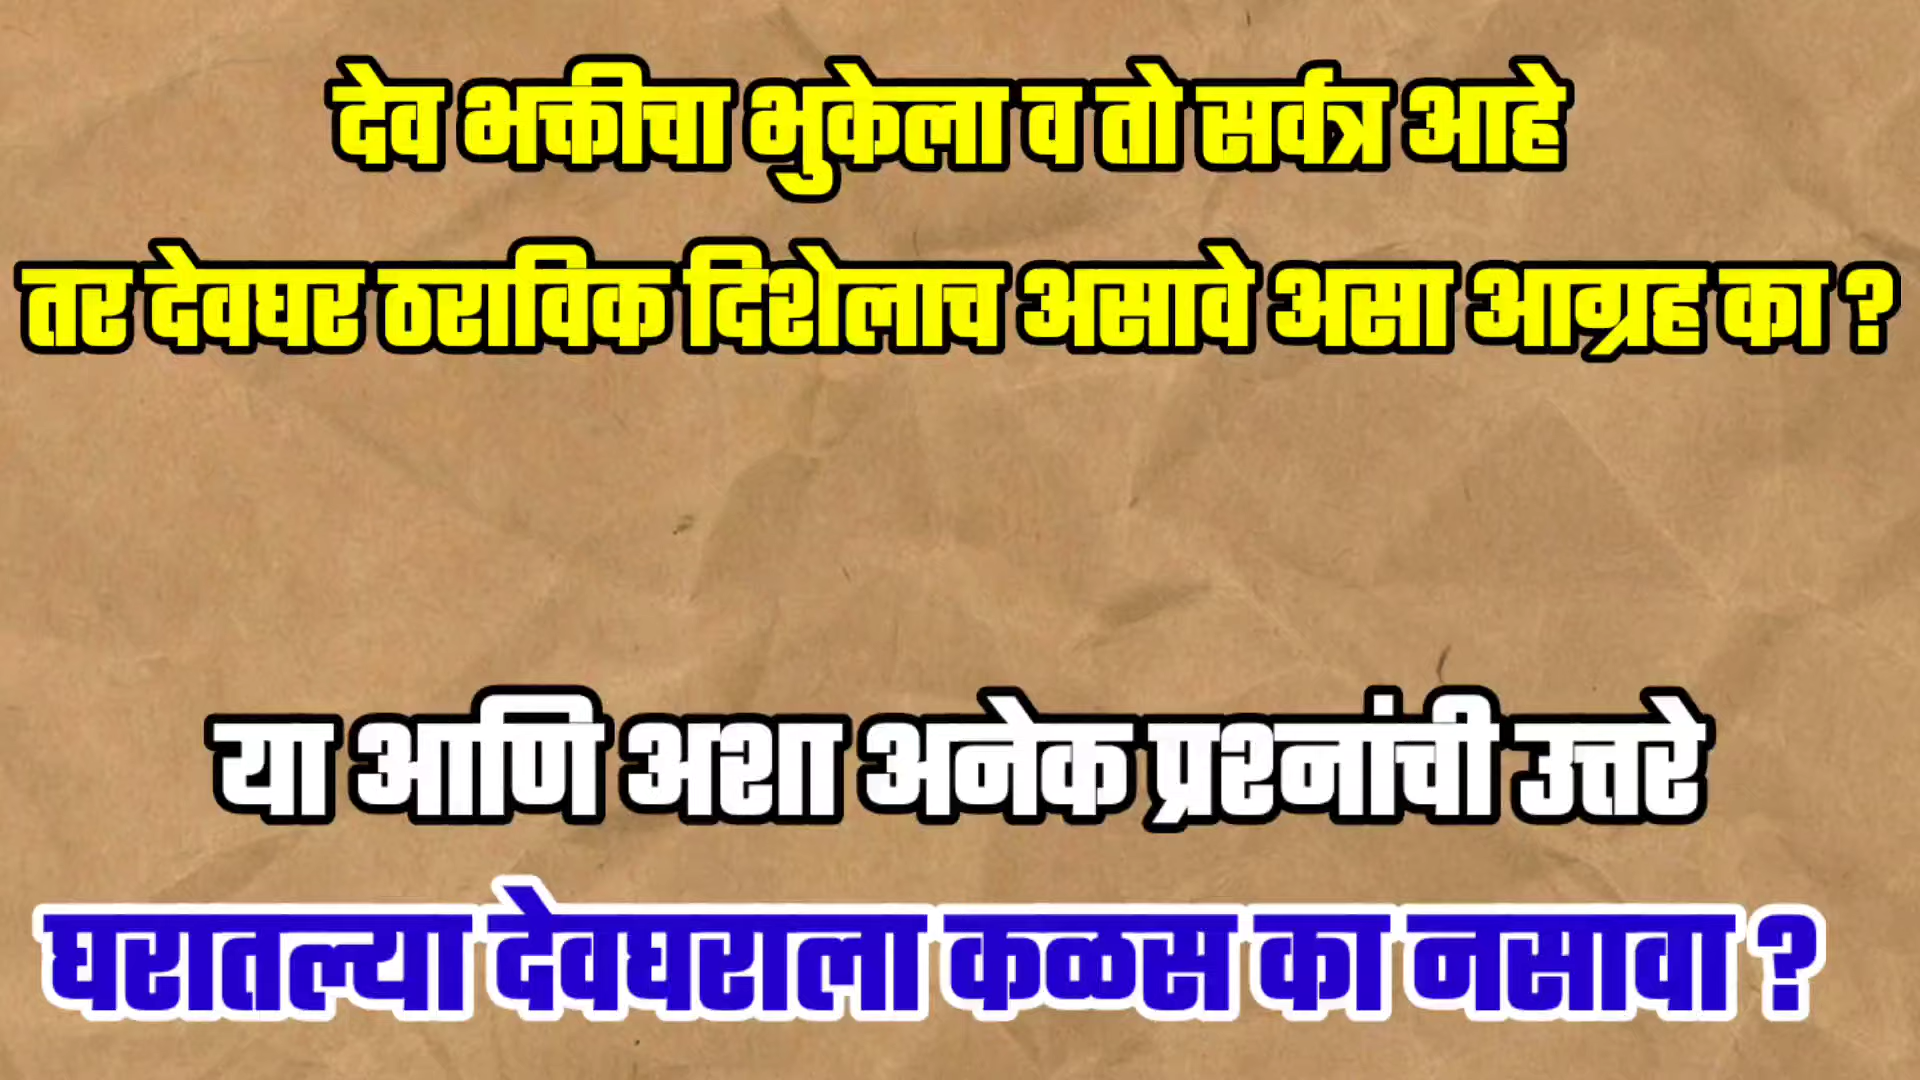 देव भक्तीचा भुकेला व तो सर्वत्र आहे
तर देवघर ठराविक दिशेलाच असावे असा आग्रह का ?
या आणि अशा अनेक प्रश्नांची उत्तरे
घरातल्या देवघराला कळस का नसावा ?